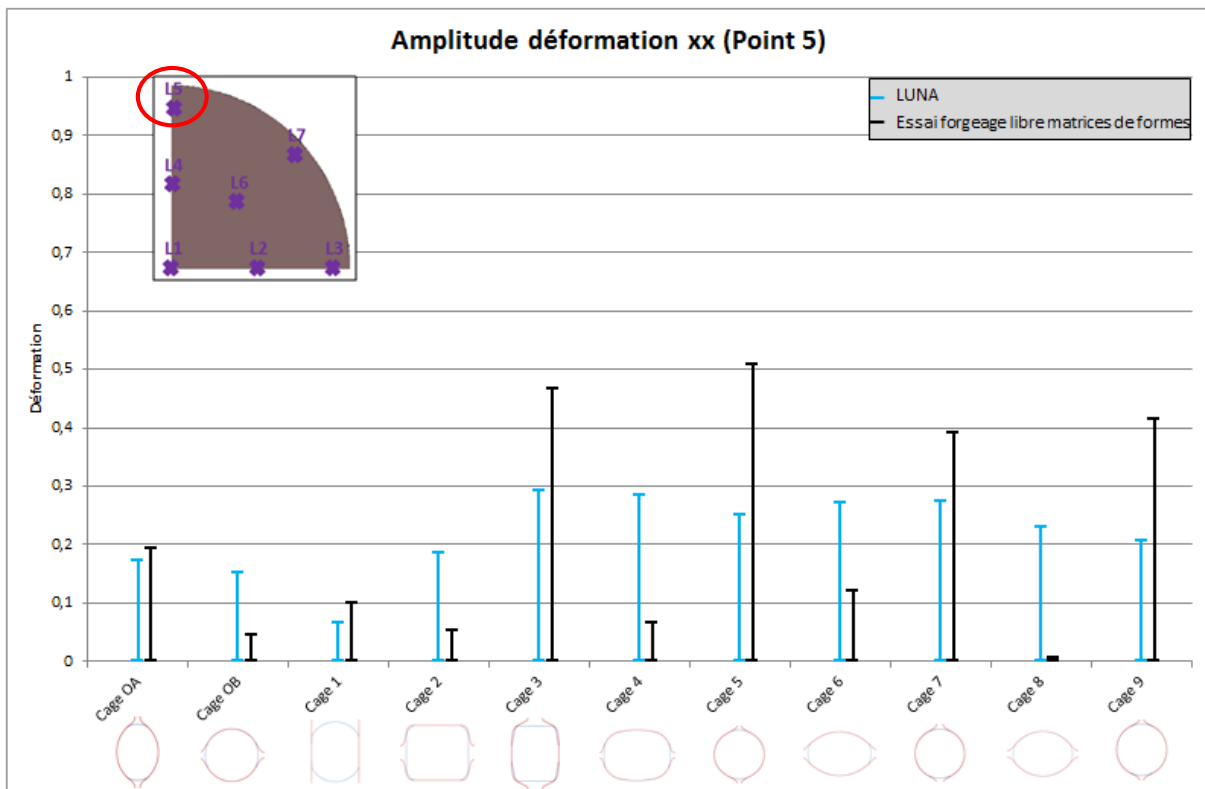 Amplitude déformation xx (Point 5)
LUNA
Essai forgeage libre matrices de formes
L5
L7
L4
L6
L1 L2 L3
Déformation
1
0,9
0,8
0,7
0,6
0,5
0,4
0,3
0,2
0,1
0
Cage OA Cage OB Cage 1 Cage 2 Cage 3 Cage 4 Cage 5 Cage 6 Cage 7 Cage 8 Cage 9